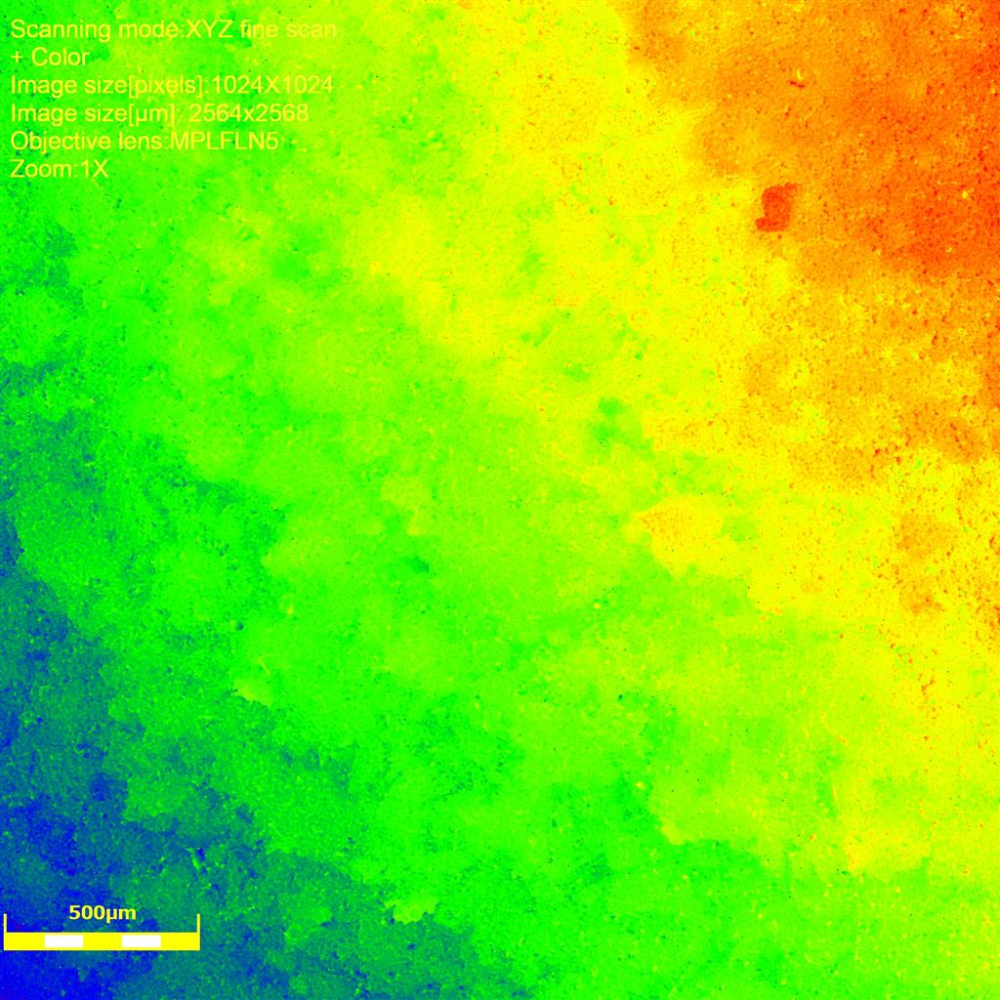 Scanning mode:XYZ fine scan
+ Color
Image size[pixels]:1024X1024
Image size[µm]: 2564x2568
Objective lens:MPLFLN5
Zoom:1X
500µm